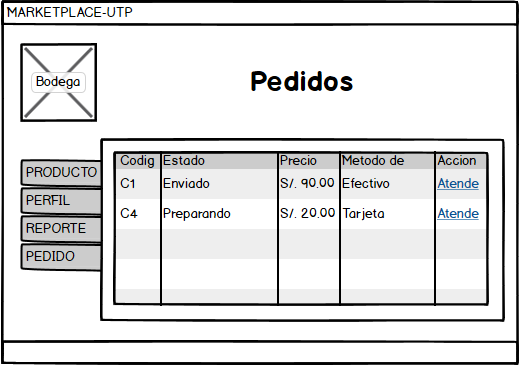 MARKETPLACE-UTP
Bodega
Pedidos
PRODUCTO
PERFIL
REPORTE
PEDIDO
Codig Estado Precio Metodo de Accion
C1 Enviado S/. 90.00 Efectivo Atende
C4 Preparando S/. 20.00 Tarjeta Atende